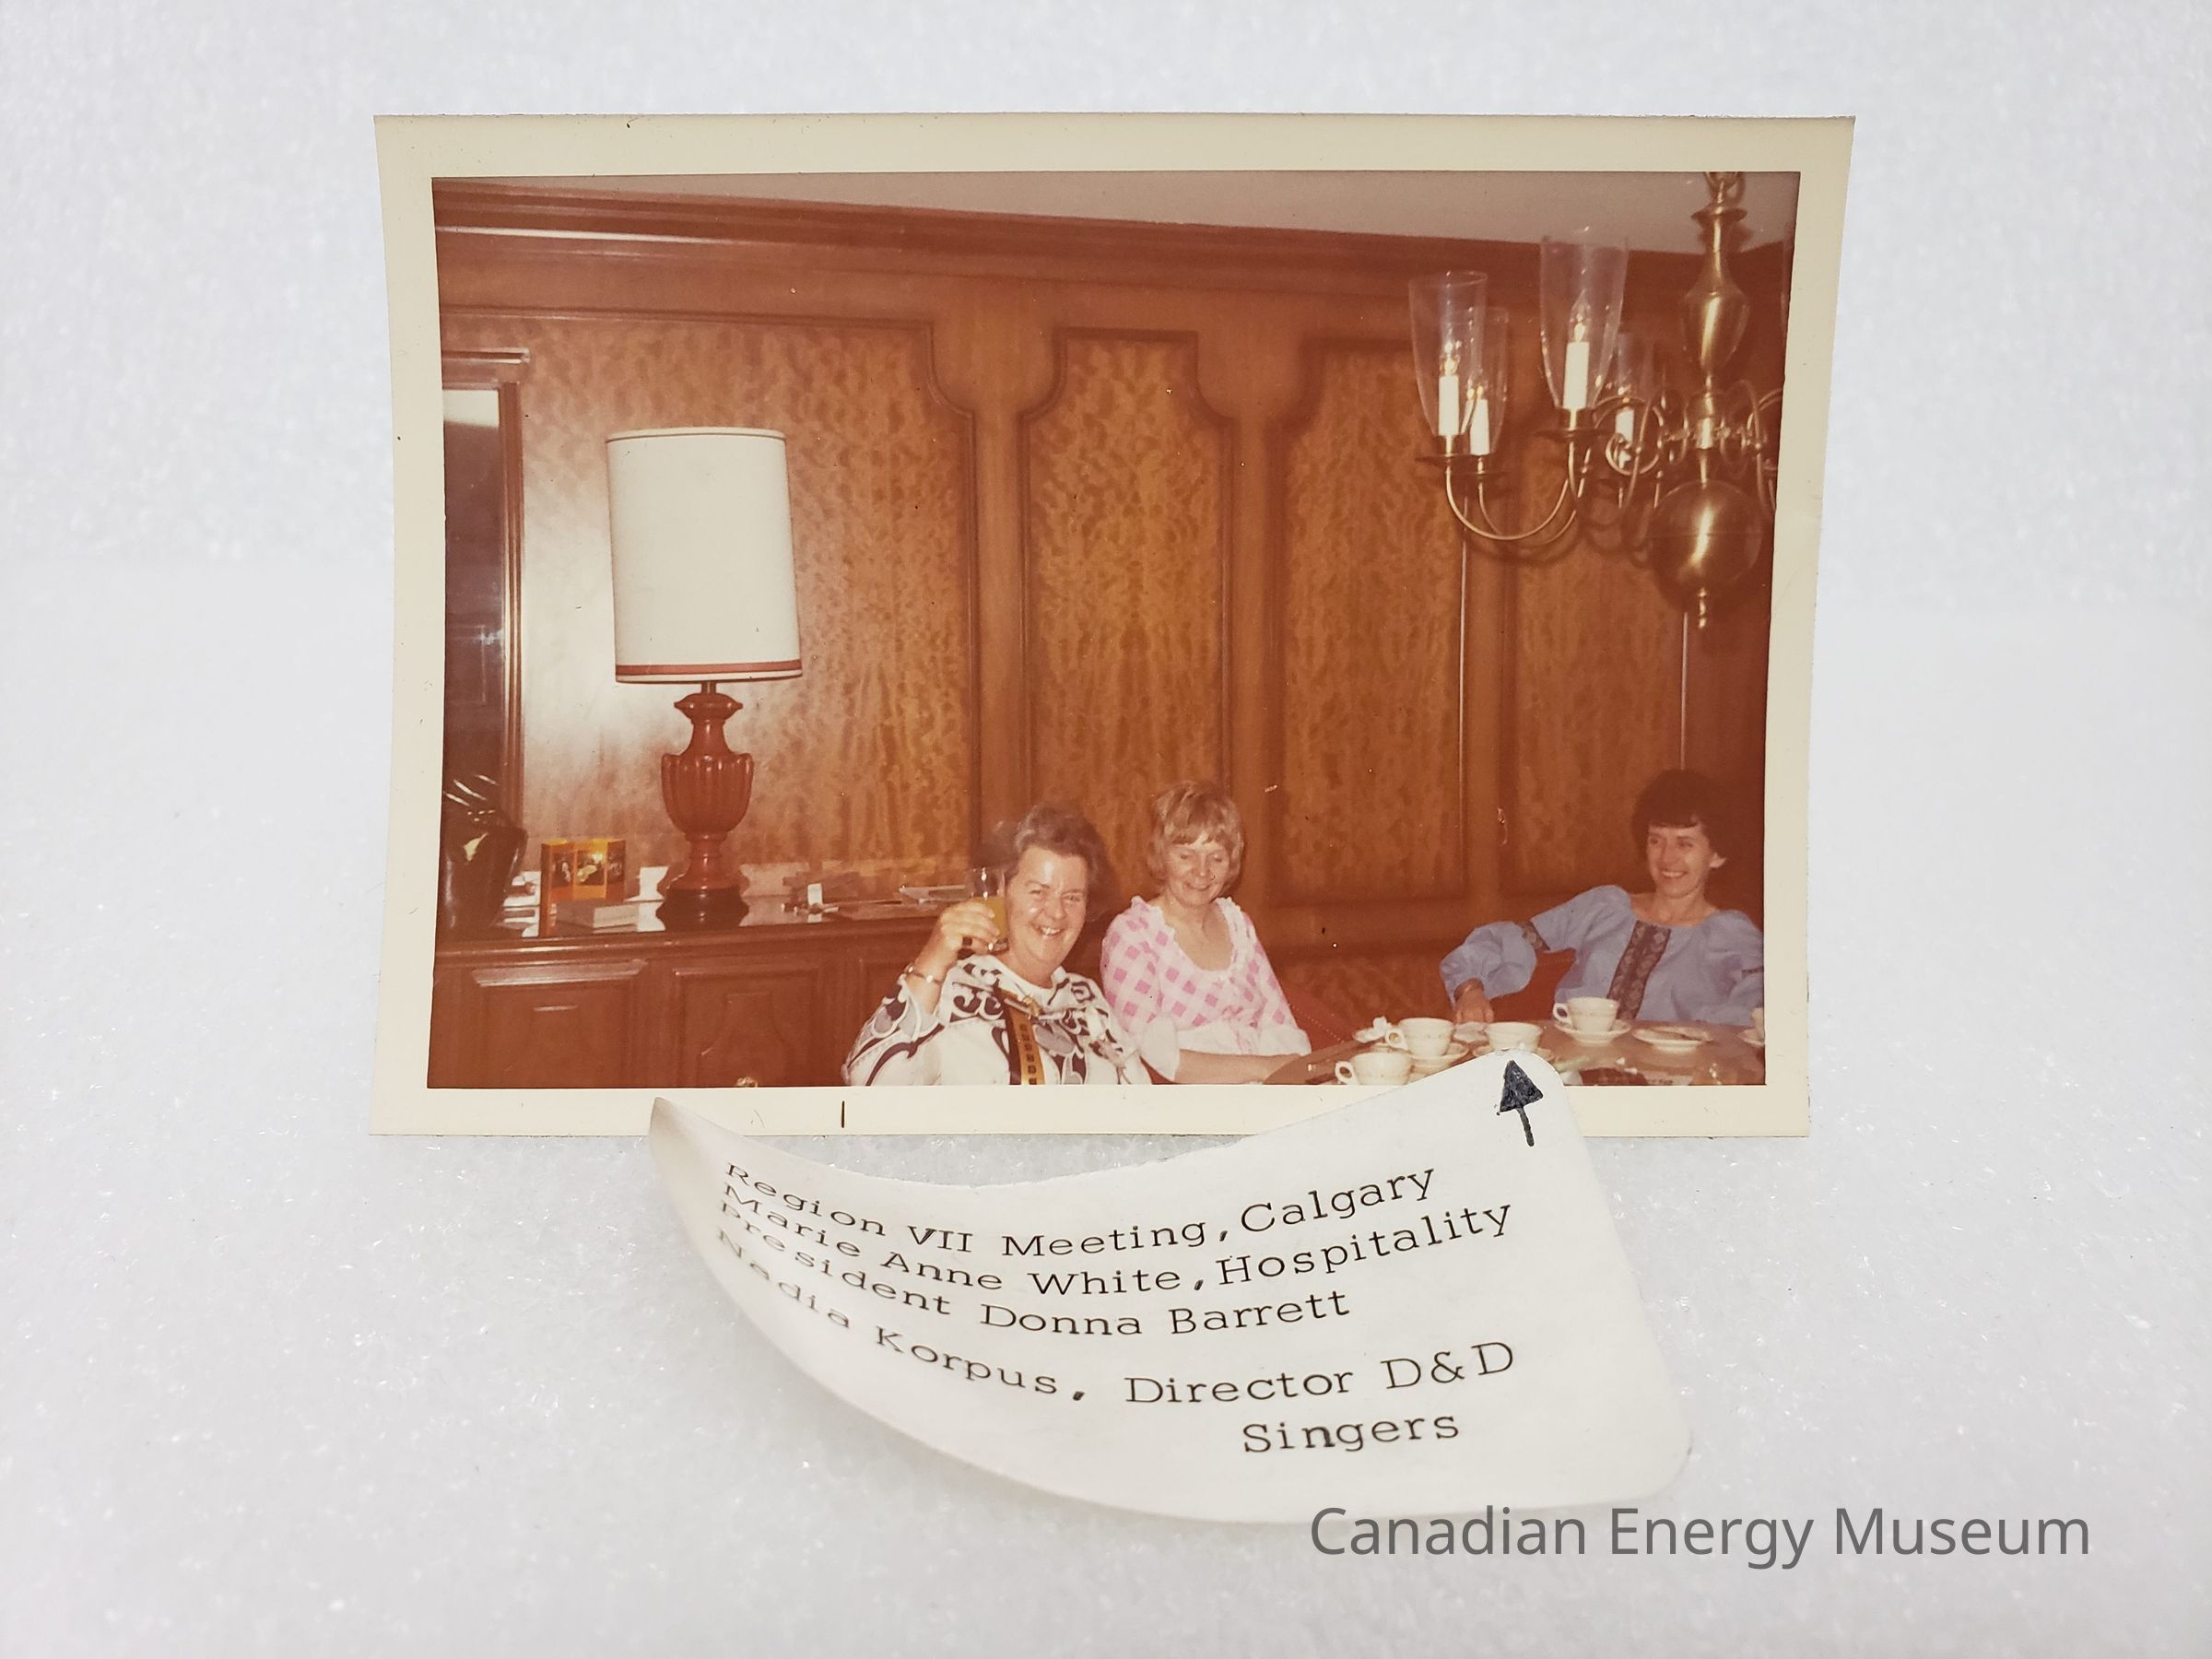 Region VII Meeting, Calgary
Marie Anne White, Hospitality
President Donna Barrett
Nadia Korpus, Director D&D
Singers
Canadian Energy Museum